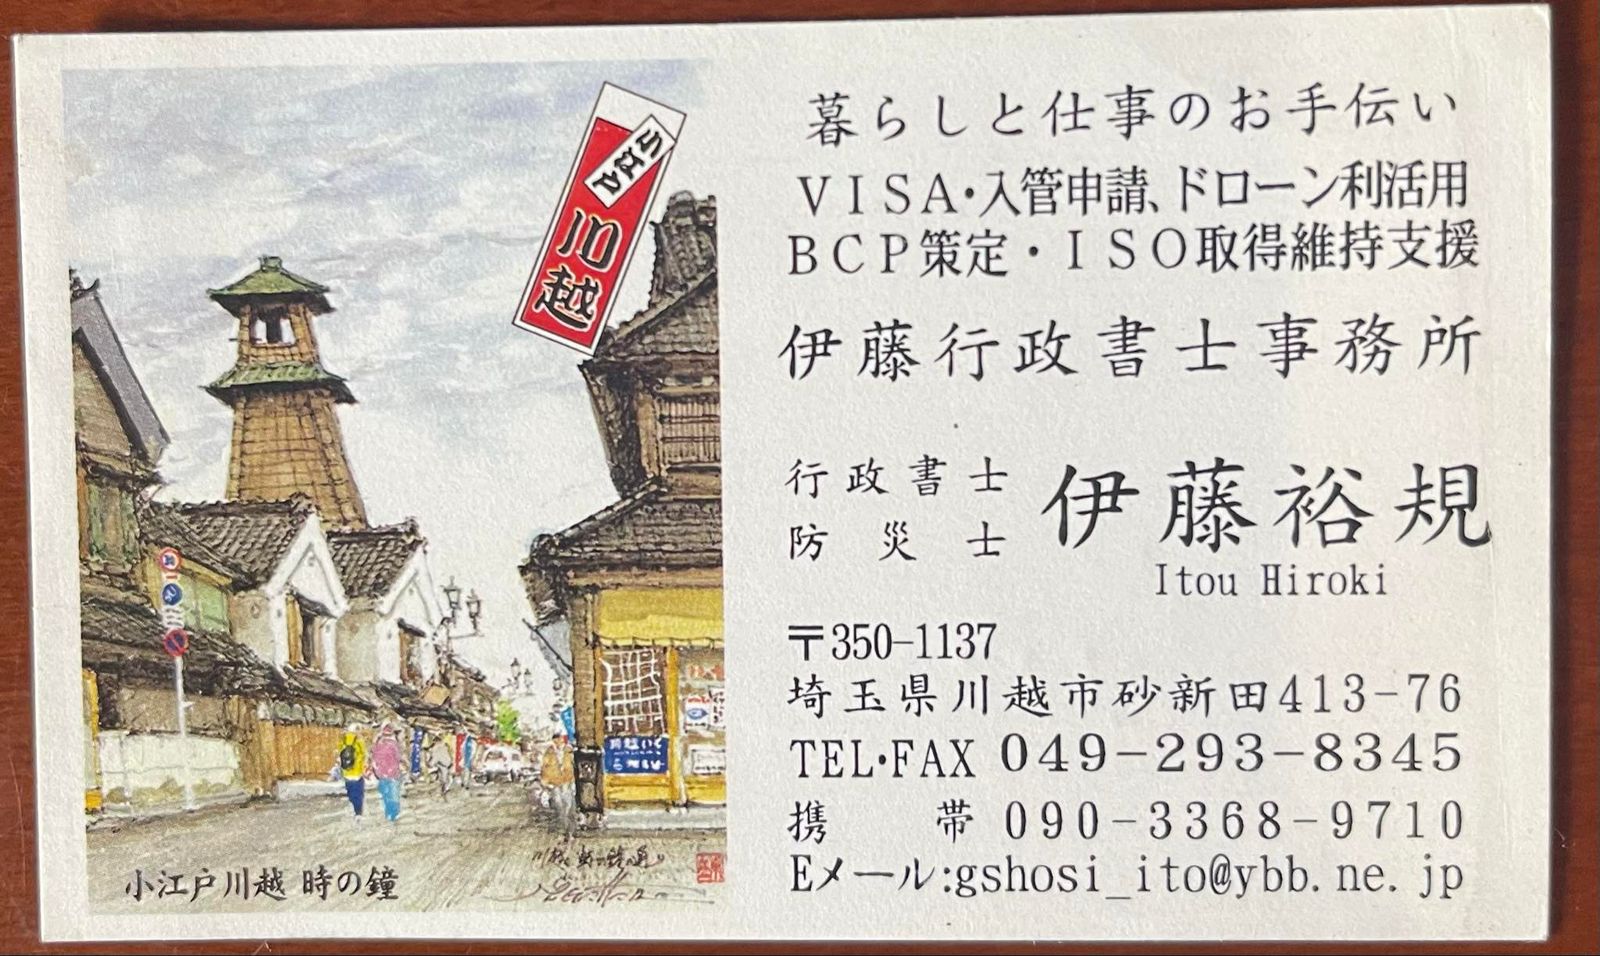 小江戸
川越
小江戸川越 時の鐘
暮らしと仕事のお手伝い
VISA・入管申請、ドローン利活用
BCP策定・ISO取得維持支援
伊藤行政書士事務所
行政書士
防災士
伊藤裕規
Itou Hiroki
〒350-1137
埼玉県川越市砂新田413-76
TEL・FAX 049-293-8345
携帯 090-3368-9710
Eメール:gshosi_ito@ybb.ne.jp